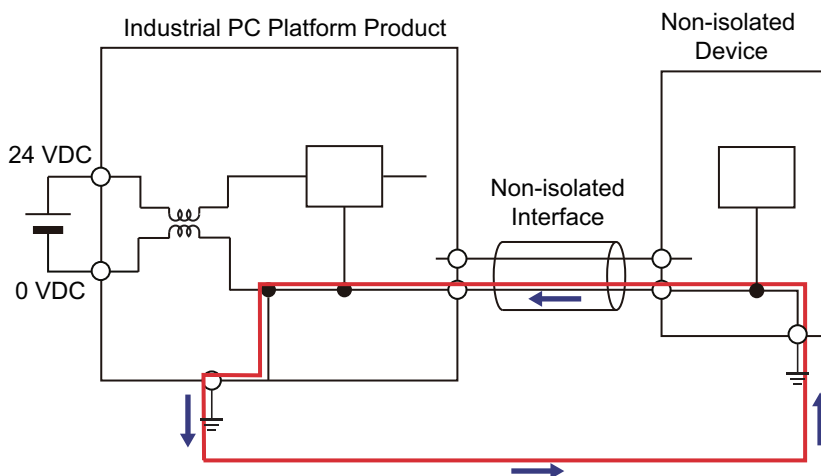 Industrial PC Platform Product
Non-isolated
Device
24 VDC
Non-isolated
Interface
0 VDC